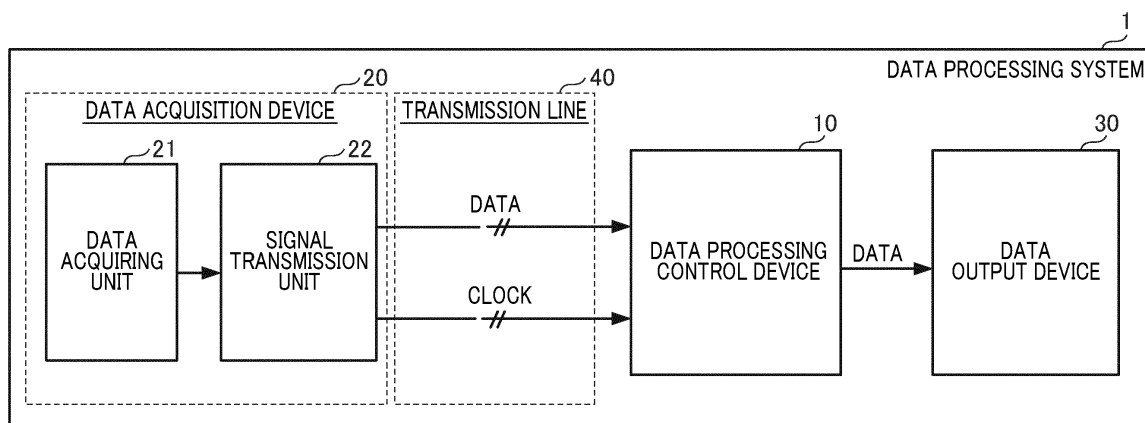 1
DATA PROCESSING SYSTEM
20
40
DATA ACQUISITION DEVICE
TRANSMISSION LINE
21
22
10
30
DATA
ACQUIRING
UNIT
SIGNAL
TRANSMISSION
UNIT
DATA
CLOCK
DATA PROCESSING
CONTROL DEVICE
DATA
DATA
OUTPUT DEVICE